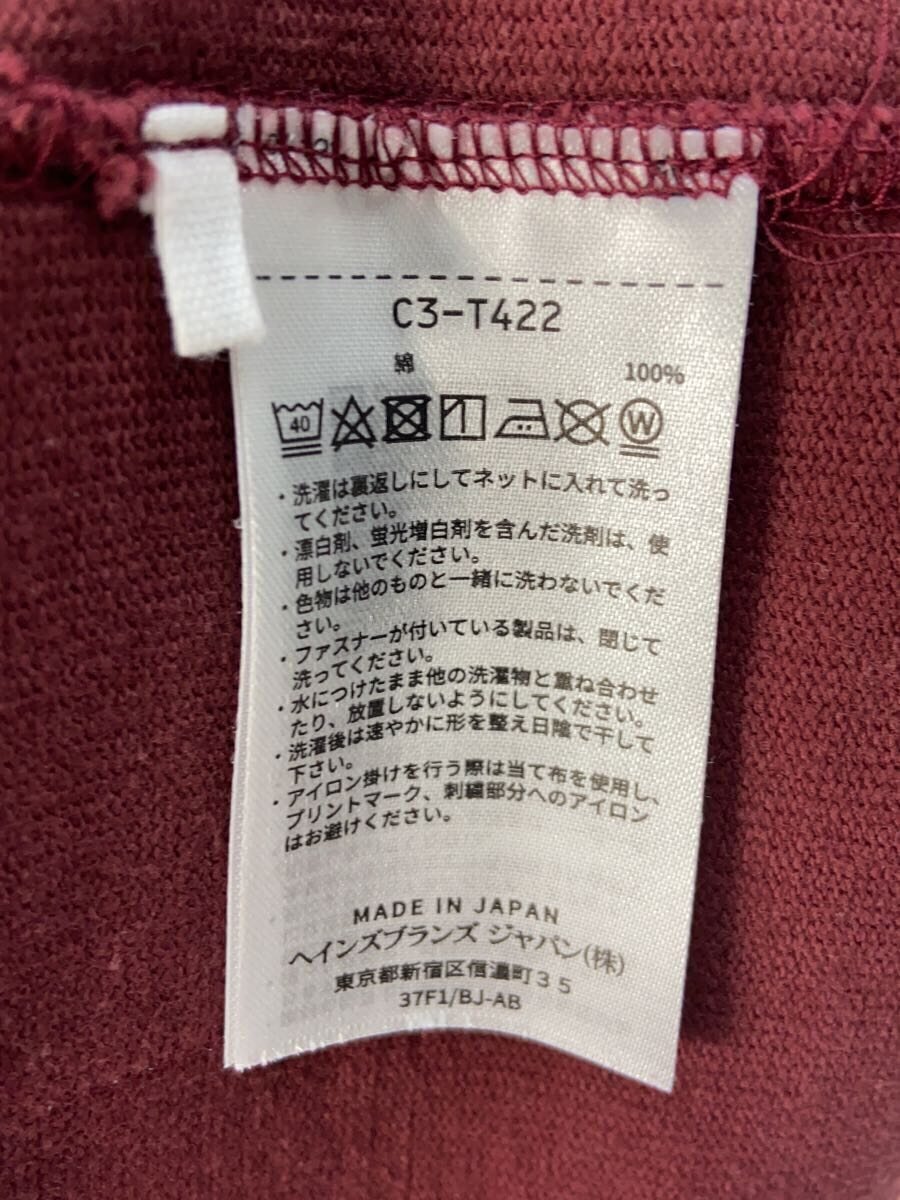 C3-T422
綿 100%
40 W
・洗濯は裏返しにしてネットに入れて洗っ
てください。
・漂白剤、蛍光増白剤を含んだ洗剤は、使
用しないでください。
・色物は他のものと一緒に洗わないでくだ
さい。
・ファスナーが付いている製品は、閉じて
洗ってください。
・水につけたまま他の洗濯物と重ね合わせ
たり、放置しないようにしてください。
・洗濯後は速やかに形を整え日陰で干して
下さい。
・アイロン掛けを行う際は当て布を使用し、
プリントマーク、刺繍部分へのアイロン
はお避けください。
MADE IN JAPAN
ヘインズブランズ ジャパン(株)
東京都新宿区信濃町35
37F1/BJ-AB